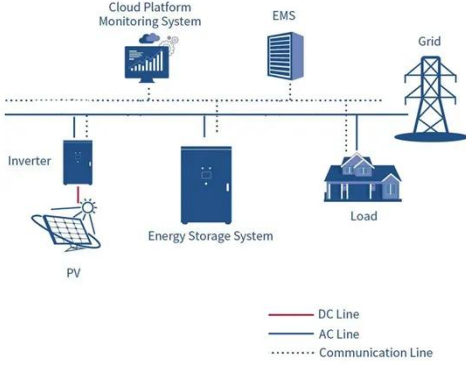 Cloud Platform
Monitoring System
EMS
Grid
Inverter
Energy Storage System
Load
PV
DC Line
AC Line
Communication Line